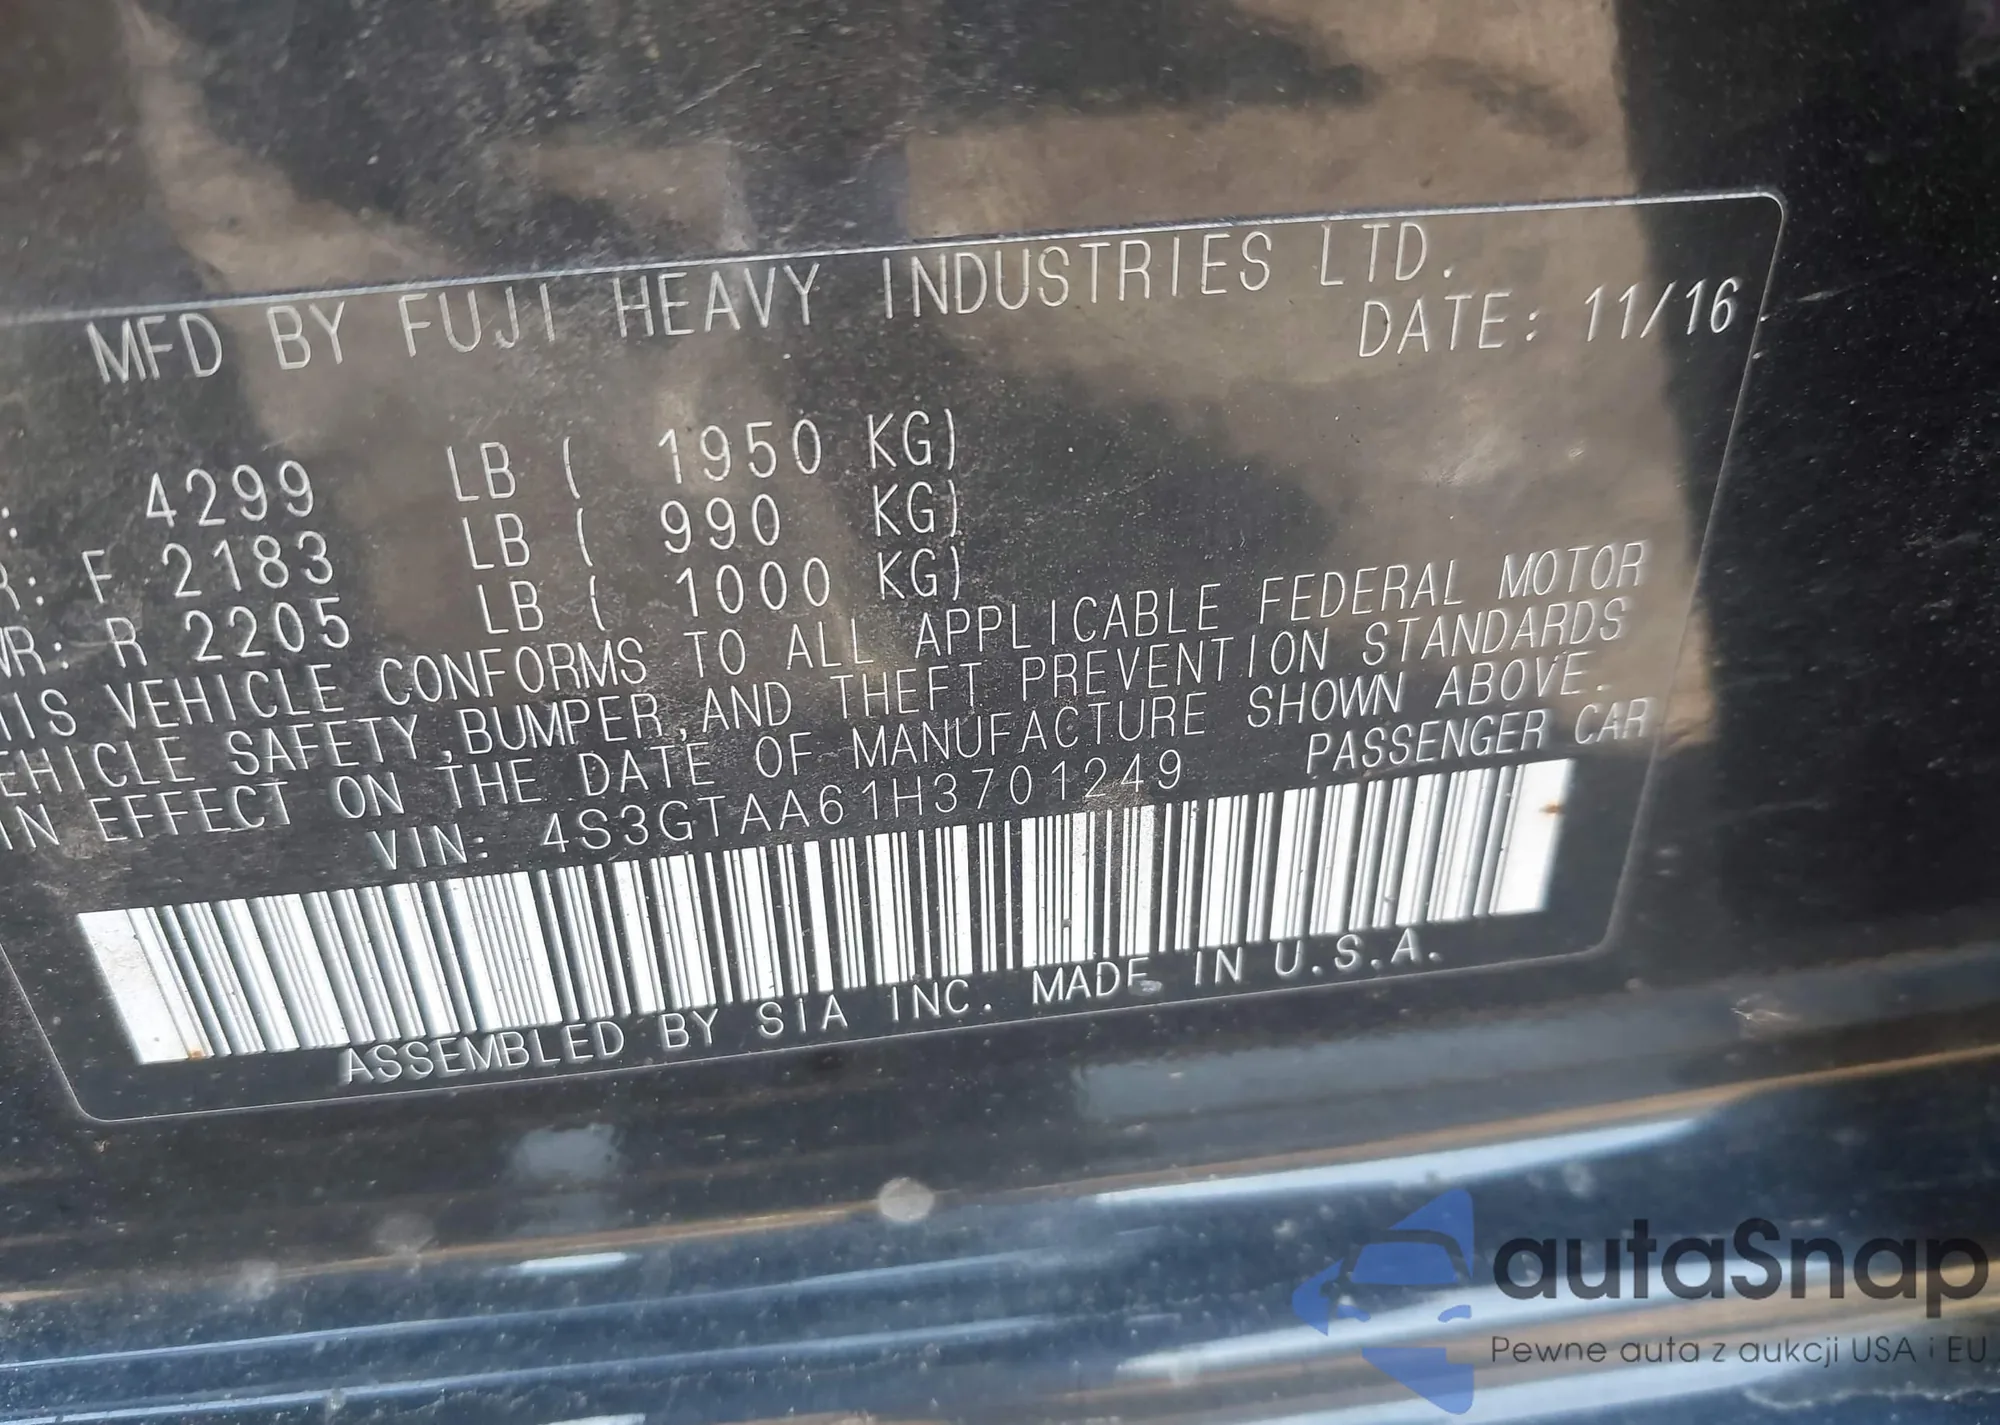 MFD BY FUJI HEAVY INDUSTRIES LTD.
DATE: 11/16
: 4299 LB ( 1950 KG)
R: F 2183 LB ( 990 KG)
WR: R 2205 LB ( 1000 KG)
HIS VEHICLE CONFORMS TO ALL APPLICABLE FEDERAL MOTOR
EHICLE SAFETY,BUMPER,AND THEFT PREVENTION STANDARDS
IN EFFECT ON THE DATE OF MANUFACTURE SHOWN ABOVE.
VIN: 4S3GTAA61H3701249 PASSENGER CAR
ASSEMBLED BY SIA INC. MADE IN U.S.A.
autaSnap
Pewne auta z aukcji USA i EU